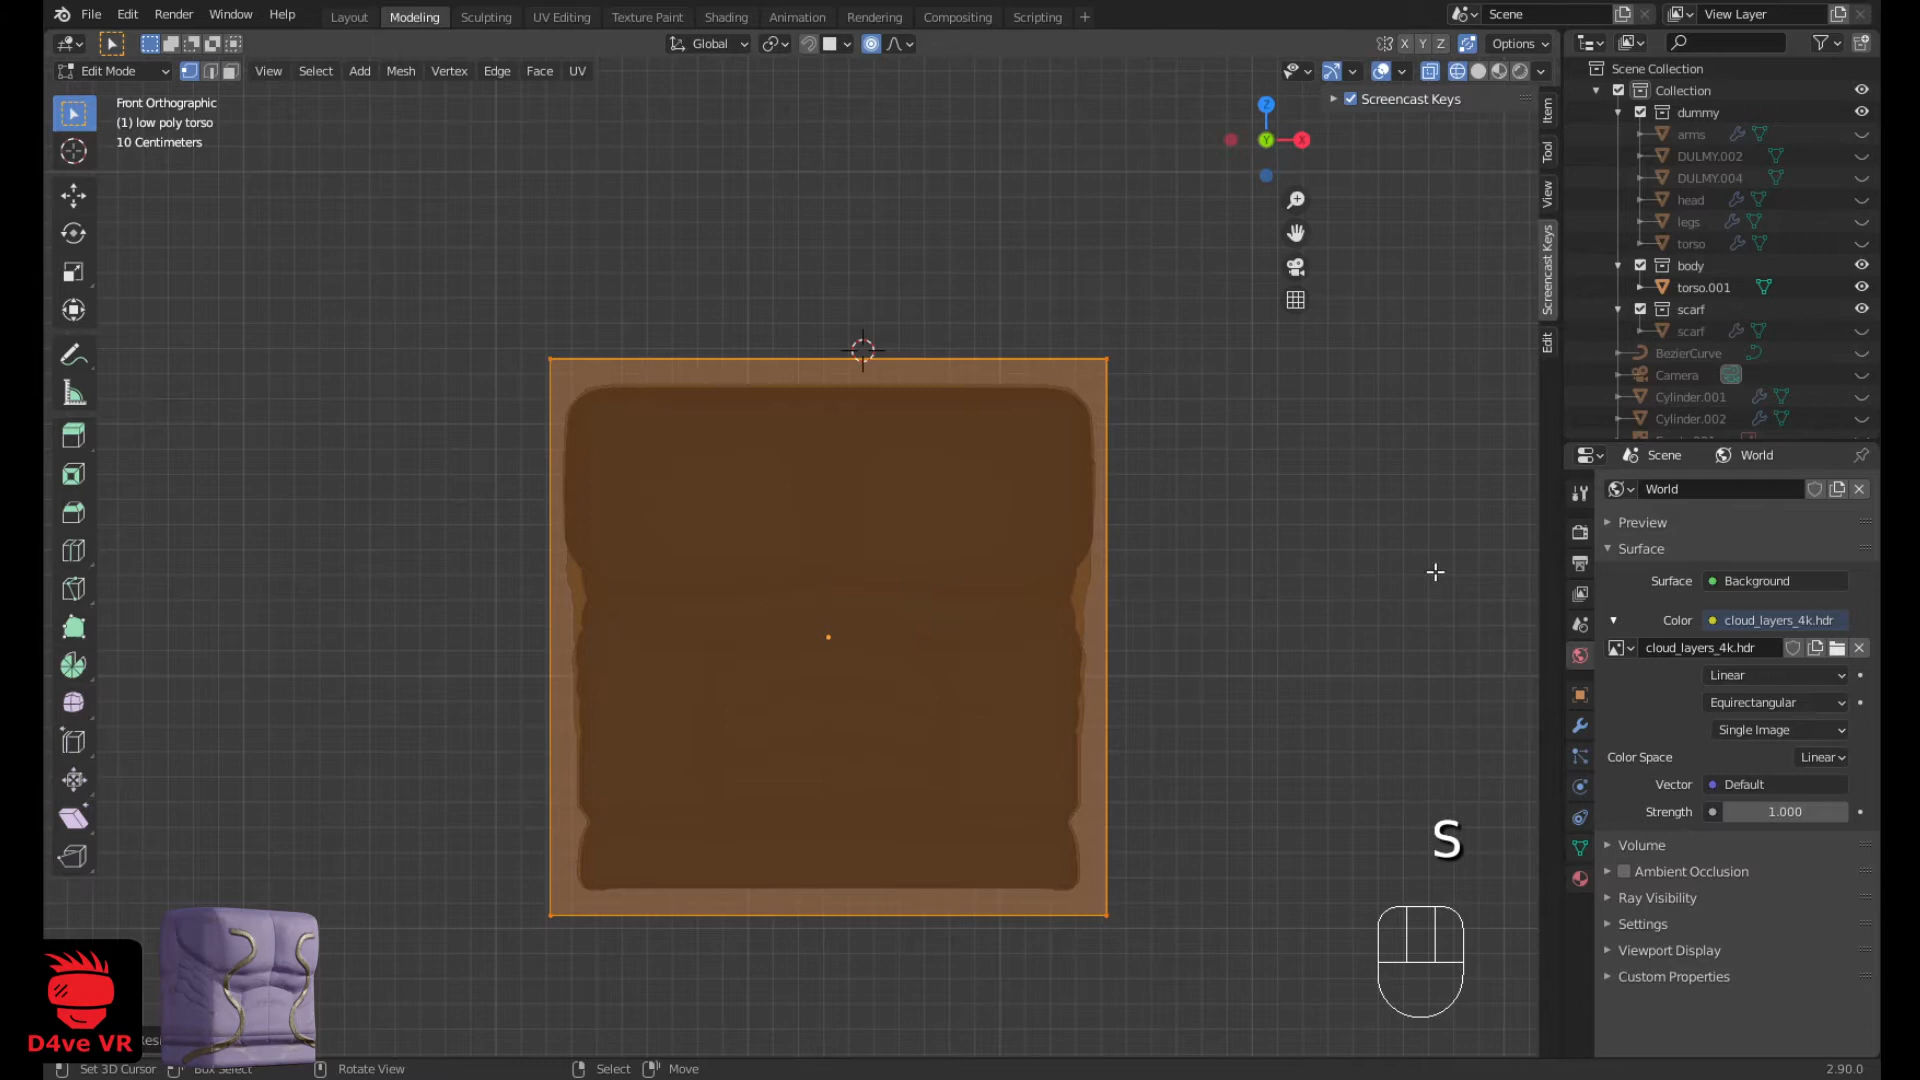 File Edit Render Window Help
Layout Modeling Sculpting UV Editing Texture Paint Shading Animation Rendering Compositing Scripting +
Scene
View Layer
Global
X Y Z
Options
Edit Mode
View Select Add Mesh Vertex Edge Face UV
Front Orthographic
(1) low poly torso
10 Centimeters
Screencast Keys
Z
Y
X
Item
Tool
View
Screencast Keys
Edit
Scene Collection
Collection
dummy
arms
DULMY.002
DULMY.004
head
legs
torso
body
torso.001
scarf
scarf
BezierCurve
Camera
Cylinder.001
Cylinder.002
Scene World
World
Preview
Surface
Surface Background
Color cloud_layers_4k.hdr
cloud_layers_4k.hdr
Linear
Equirectangular
Single Image
Color Space Linear
Vector Default
Strength 1.000
Volume
Ambient Occlusion
Ray Visibility
Settings
Viewport Display
Custom Properties
S
D4ve VR
Set 3D Cursor Box Select Rotate View Select Move
2.90.0